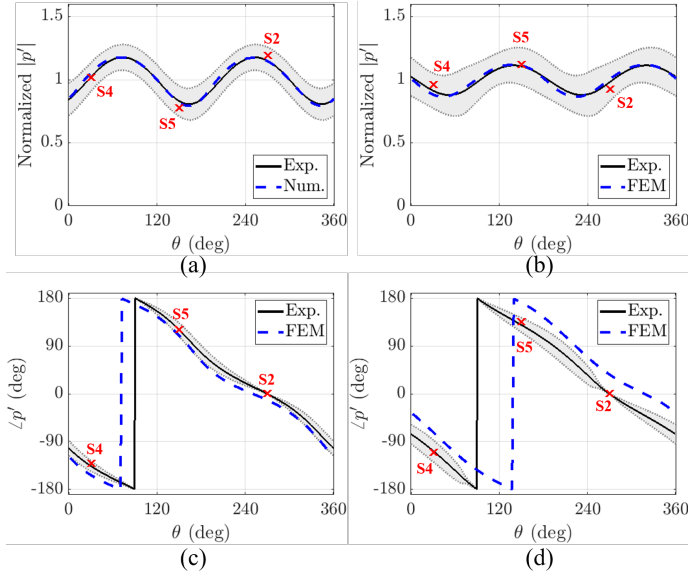 Normalized |p′|
1.5
1
0.5
0
S4
S5
S2
Exp.
Num.
0 120 240 360
θ (deg)
(a)
Normalized |p′|
1.5
1
0.5
0
S4
S5
S2
Exp.
FEM
0 120 240 360
θ (deg)
(b)
∠p′ (deg)
180
90
0
-90
-180
S4
S5
S2
Exp.
FEM
0 120 240 360
θ (deg)
(c)
∠p′ (deg)
180
90
0
-90
-180
S4
S5
S2
Exp.
FEM
0 120 240 360
θ (deg)
(d)